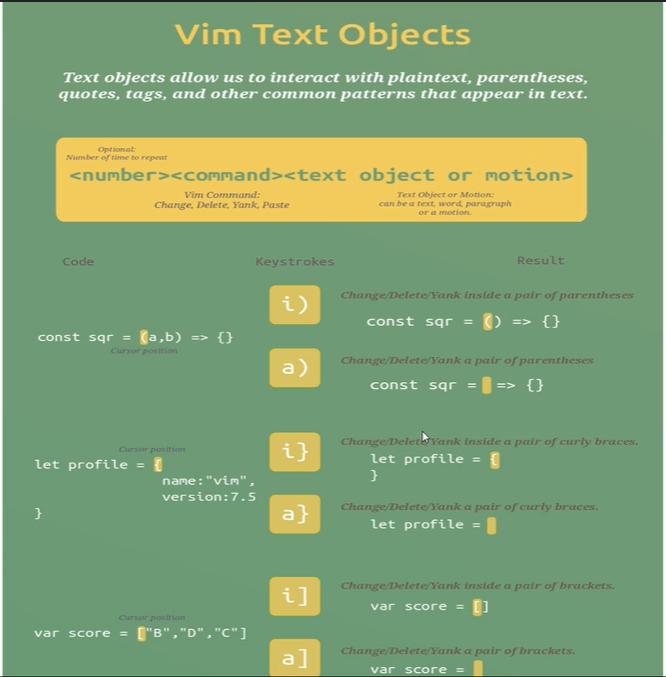 Vim Text Objects
Text objects allow us to interact with plaintext, parentheses,
quotes, tags, and other common patterns that appear in text.
Optional:
Number of time to repeat
<number><command><text object or motion>
Vim Command:
Change, Delete, Yank, Paste
Text Object or Motion:
can be a text, word, paragraph
or a motion.
Code
Keystrokes
Result
const sqr = (a,b) => {}
Cursor position
i)
Change/Delete/Yank inside a pair of parentheses
const sqr = () => {}
a)
Change/Delete/Yank a pair of parentheses
const sqr = => {}
Cursor position
let profile = {
name:"vim",
version:7.5
}
i}
Change/Delete/Yank inside a pair of curly braces.
let profile = {
}
a}
Change/Delete/Yank a pair of curly braces.
let profile =
Cursor position
var score = ["B","D","C"]
i]
Change/Delete/Yank inside a pair of brackets.
var score = []
a]
Change/Delete/Yank a pair of brackets.
var score =